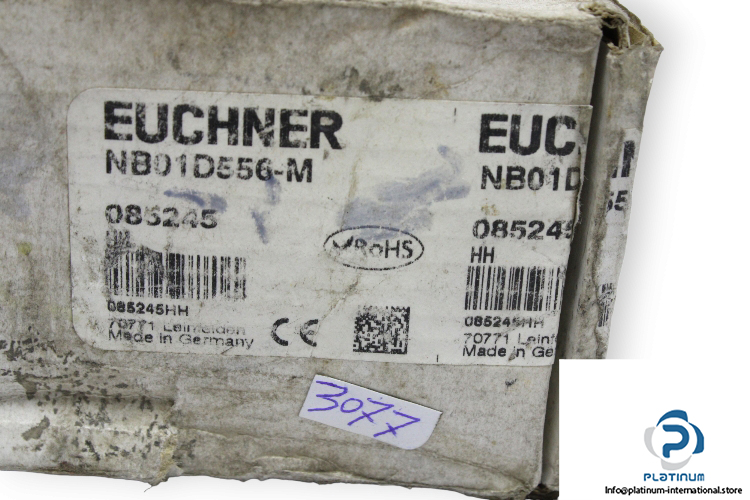 EUCHNER
NB01D556-M
085245
RoHS
085245HH
70771 Leinfelden
Made in Germany
CE
EUC
NB01D
085245
HH
085245HH
70771 Leinf
Made in Ge
3077
PLATINUM
Info@platinum-international.store